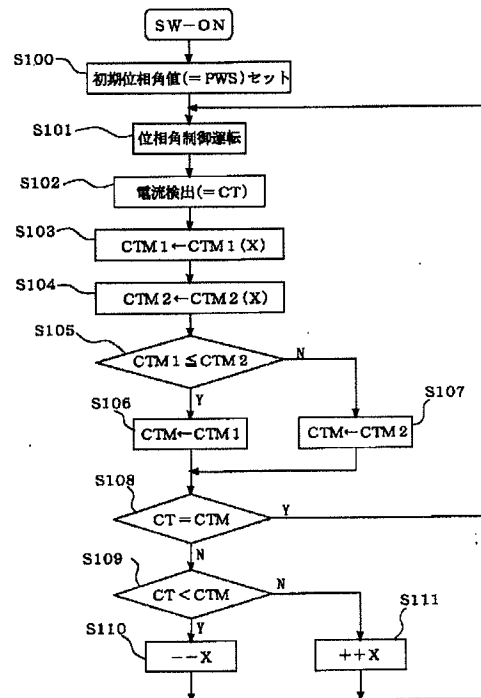 SW-ON
S100
初期位相角値(=PWS)セット
S101
位相角制御運転
S102
電流検出(=CT)
S103
CTM1←CTM1(X)
S104
CTM2←CTM2(X)
S105
CTM1≦CTM2
N
Y
S106
CTM←CTM1
S107
CTM←CTM2
S108
CT=CTM
Y
N
S109
CT<CTM
N
Y
S110
--X
S111
++X